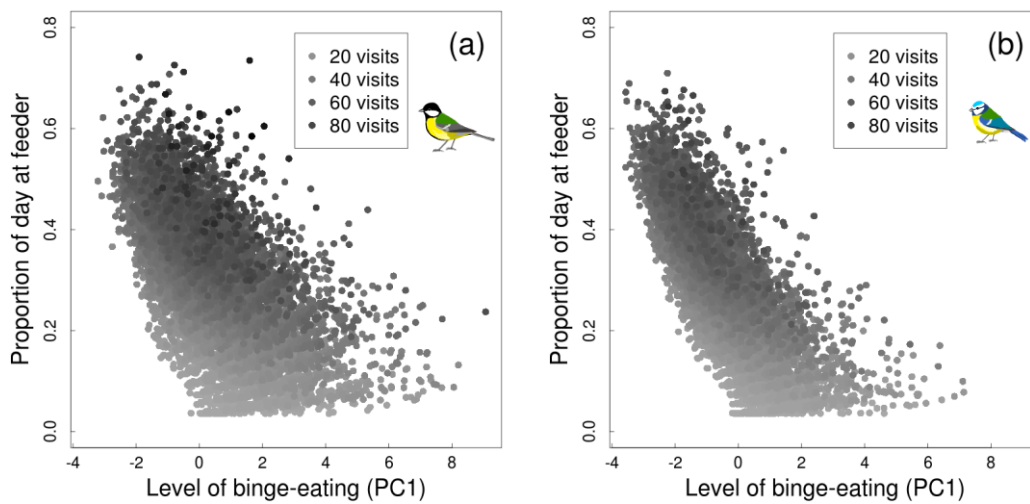 (a)
20 visits
40 visits
60 visits
80 visits
Proportion of day at feeder
0.8
0.6
0.4
0.2
0.0
-4 -2 0 2 4 6 8
Level of binge-eating (PC1)
(b)
20 visits
40 visits
60 visits
80 visits
Proportion of day at feeder
0.8
0.6
0.4
0.2
0.0
-4 -2 0 2 4 6 8
Level of binge-eating (PC1)